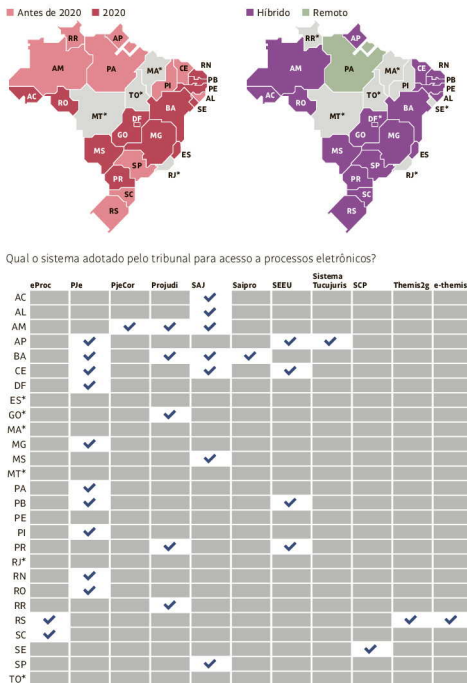 Antes de 2020 2020
RR AP
AM PA MA* CE RN
PI PB
PE
AC RO TO* AL
SE
MT* BA
DF
GO MG
MS ES
SP
PR RJ*
SC
RS
Híbrido Remoto
RR* AP
AM PA MA* CE RN
PI PB
PE
AC RO TO* AL
SE*
MT* BA
DF*
GO MG
MS ES
SP
PR RJ*
SC
RS
Qual o sistema adotado pelo tribunal para acesso a processos eletrônicos?
eProc PJe PjeCor Projudi SAJ Saipro SEEU Sistema Tucujuris SCP Themis2g e-themis
AC
AL
AM
AP
BA
CE
DF
ES*
GO*
MA*
MG
MS
MT*
PA
PB
PE
PI
PR
RJ*
RN
RO
RR
RS
SC
SE
SP
TO*